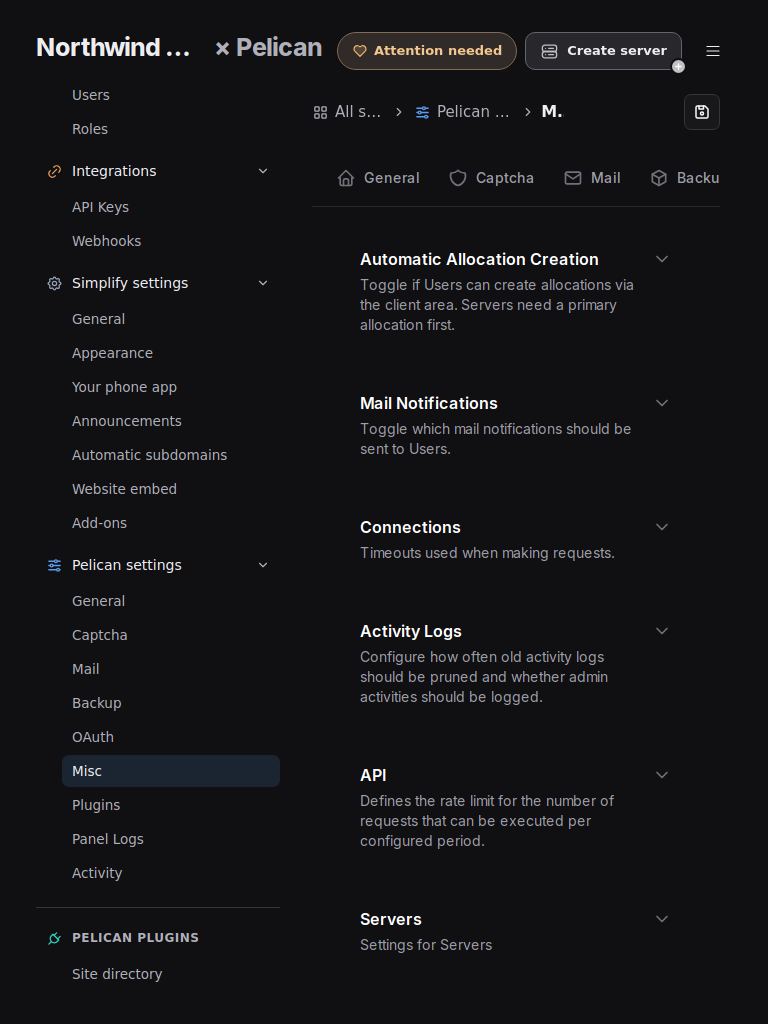 Northwind ... × Pelican
Attention needed
Create server
Users
Roles
Integrations
API Keys
Webhooks
Simplify settings
General
Appearance
Your phone app
Announcements
Automatic subdomains
Website embed
Add-ons
Pelican settings
General
Captcha
Mail
Backup
OAuth
Misc
Plugins
Panel Logs
Activity
PELICAN PLUGINS
Site directory
All s... > Pelican ... > M.
General
Captcha
Mail
Backu
Automatic Allocation Creation
Toggle if Users can create allocations via
the client area. Servers need a primary
allocation first.
Mail Notifications
Toggle which mail notifications should be
sent to Users.
Connections
Timeouts used when making requests.
Activity Logs
Configure how often old activity logs
should be pruned and whether admin
activities should be logged.
API
Defines the rate limit for the number of
requests that can be executed per
configured period.
Servers
Settings for Servers